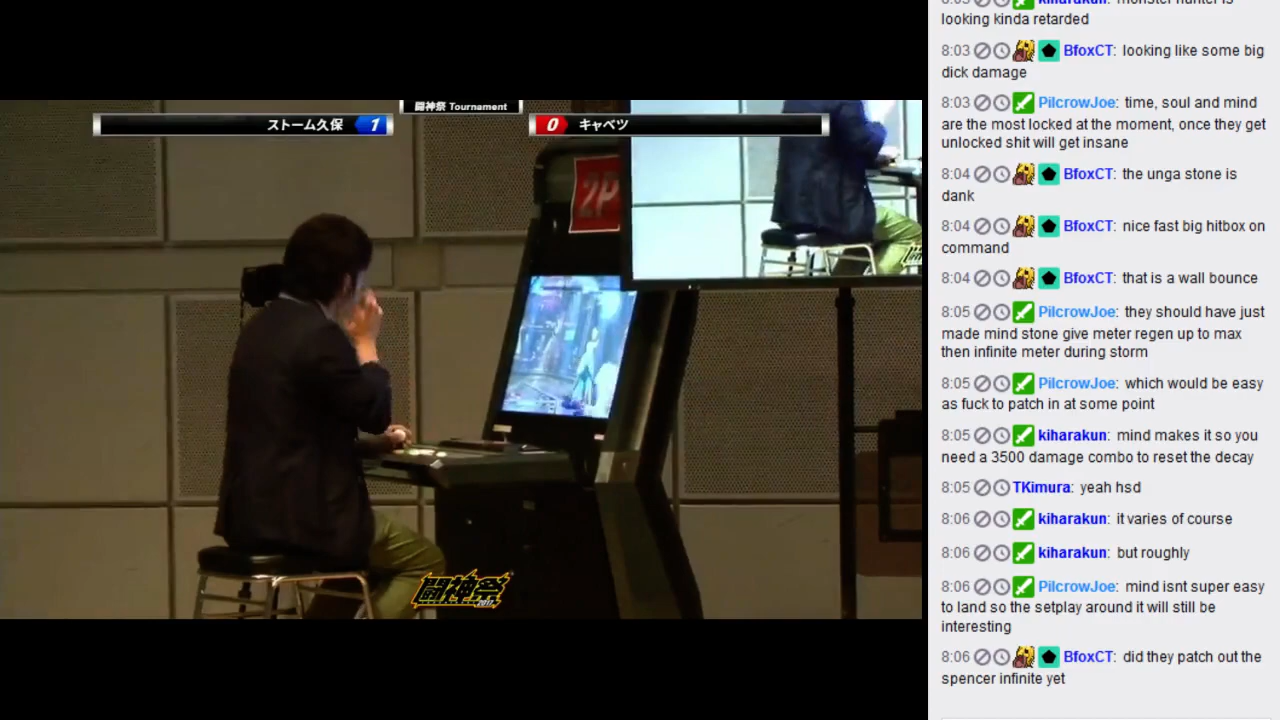 闘神祭 Tournament
ストーム久保 1
0 キャベツ
2P
闘神祭
2017
looking kinda retarded
8:03 BfoxCT: looking like some big
dick damage
8:03 PilcrowJoe: time, soul and mind
are the most locked at the moment, once they get
unlocked shit will get insane
8:04 BfoxCT: the unga stone is
dank
8:04 BfoxCT: nice fast big hitbox on
command
8:04 BfoxCT: that is a wall bounce
8:05 PilcrowJoe: they should have just
made mind stone give meter regen up to max
then infinite meter during storm
8:05 PilcrowJoe: which would be easy
as fuck to patch in at some point
8:05 kiharakun: mind makes it so you
need a 3500 damage combo to reset the decay
8:05 TKimura: yeah hsd
8:06 kiharakun: it varies of course
8:06 kiharakun: but roughly
8:06 PilcrowJoe: mind isnt super easy
to land so the setplay around it will still be
interesting
8:06 BfoxCT: did they patch out the
spencer infinite yet